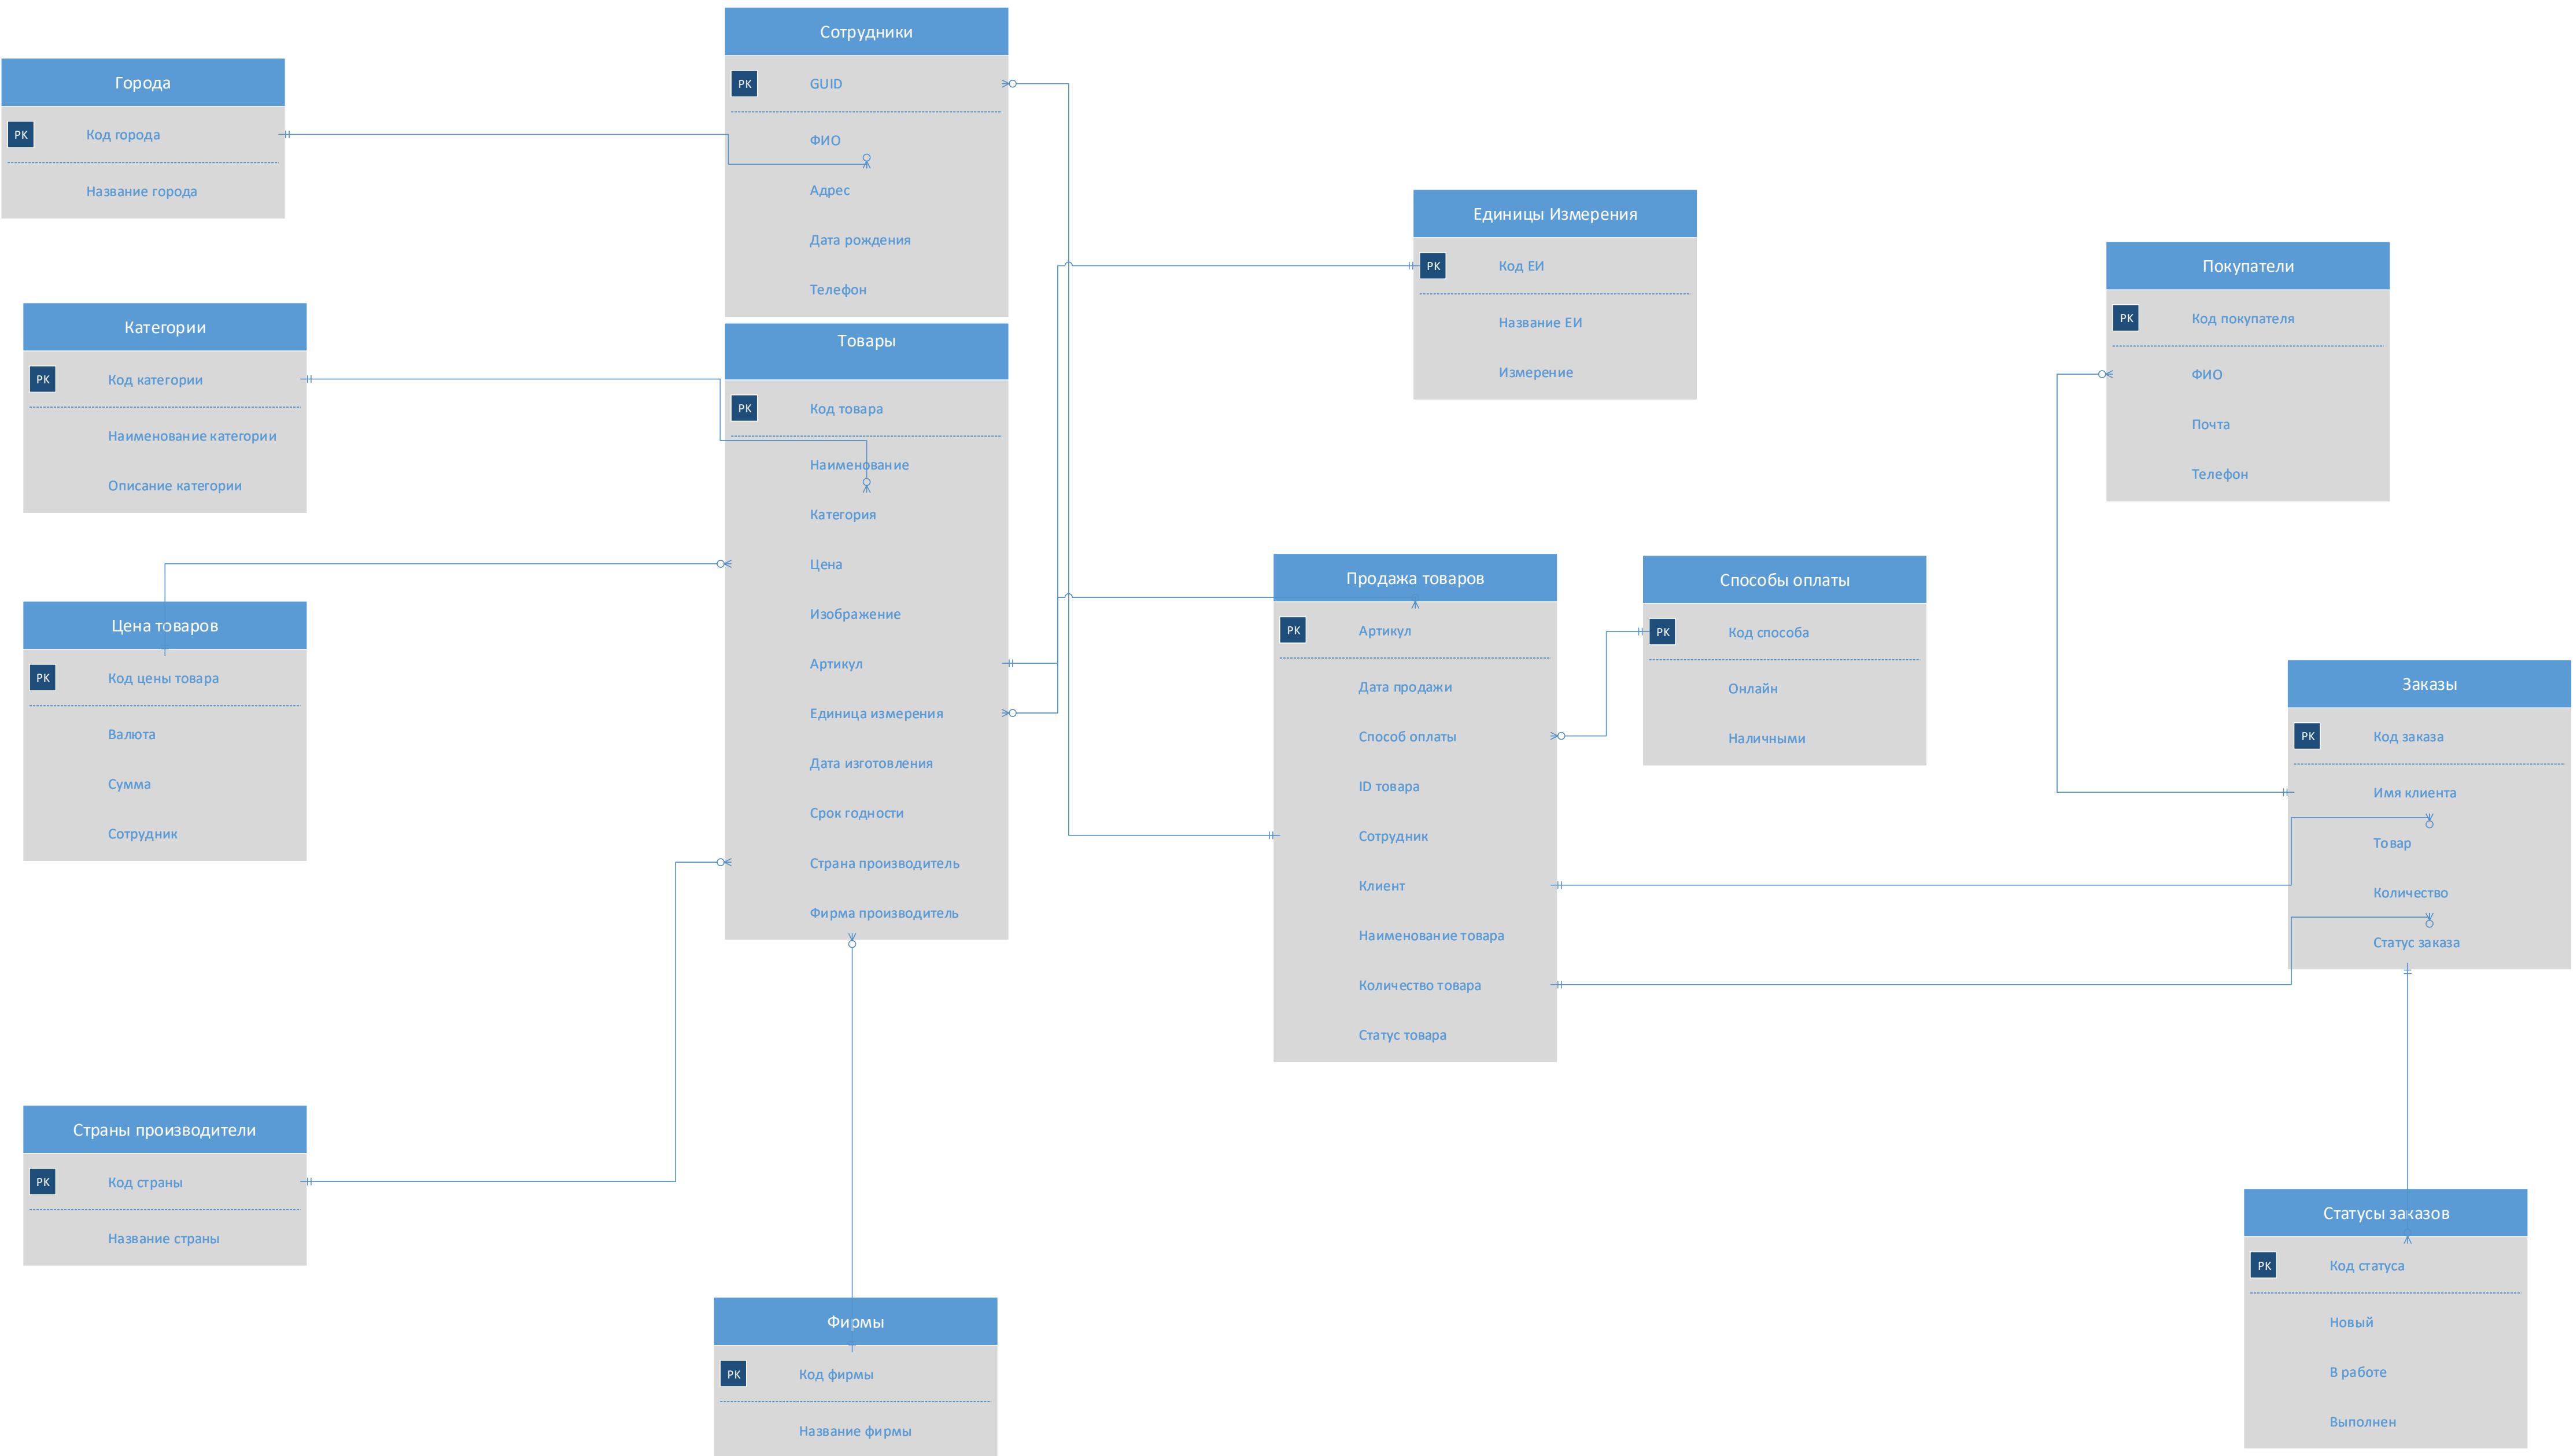 Сотрудники
PK GUID
ФИО
Адрес
Дата рождения
Телефон
Города
PK Код города
Название города
Единицы Измерения
PK Код ЕИ
Название ЕИ
Измерение
Покупатели
PK Код покупателя
ФИО
Почта
Телефон
Категории
PK Код категории
Наименование категории
Описание категории
Товары
PK Код товара
Наименование
Категория
Цена
Изображение
Артикул
Единица измерения
Дата изготовления
Срок годности
Страна производитель
Фирма производитель
Цена товаров
PK Код цены товара
Валюта
Сумма
Сотрудник
Продажа товаров
PK Артикул
Дата продажи
Способ оплаты
ID товара
Сотрудник
Клиент
Наименование товара
Количество товара
Статус товара
Способы оплаты
PK Код способа
Онлайн
Наличными
Заказы
PK Код заказа
Имя клиента
Товар
Количество
Статус заказа
Страны производители
PK Код страны
Название страны
Фирмы
PK Код фирмы
Название фирмы
Статусы заказов
PK Код статуса
Новый
В работе
Выполнен